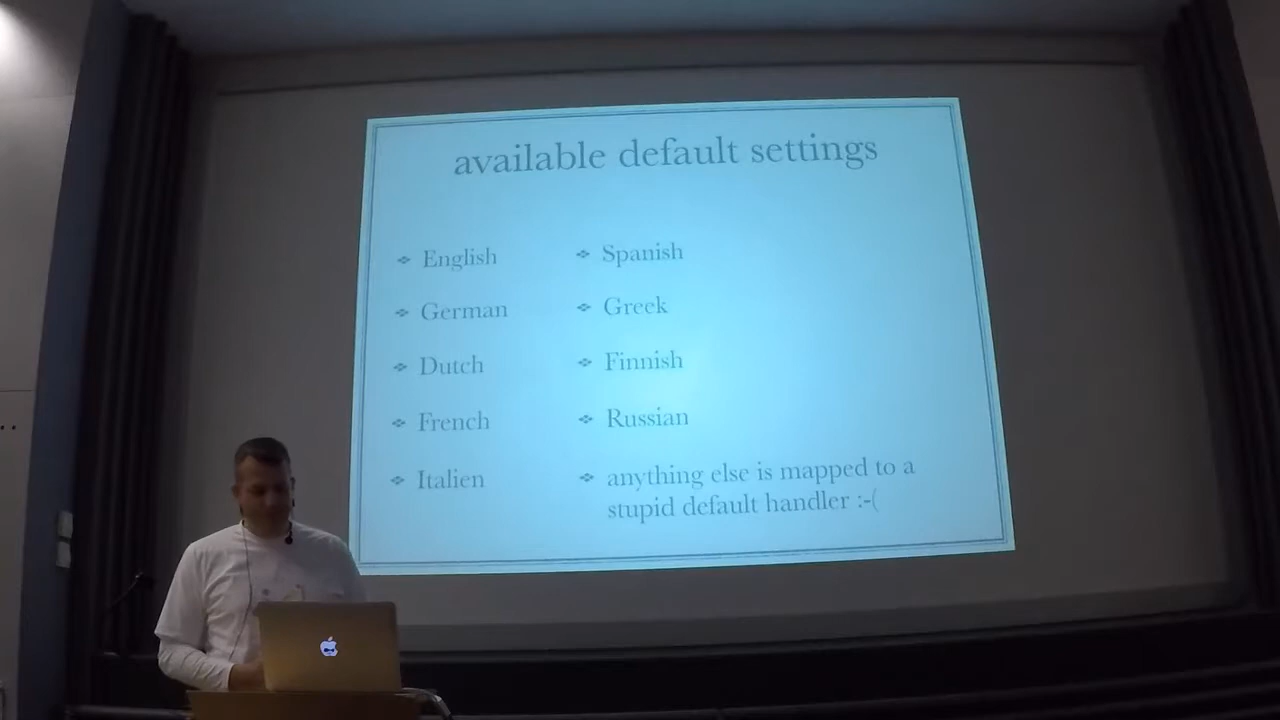 available default settings
English
German
Dutch
French
Italien
Spanish
Greek
Finnish
Russian
anything else is mapped to a
stupid default handler :-(